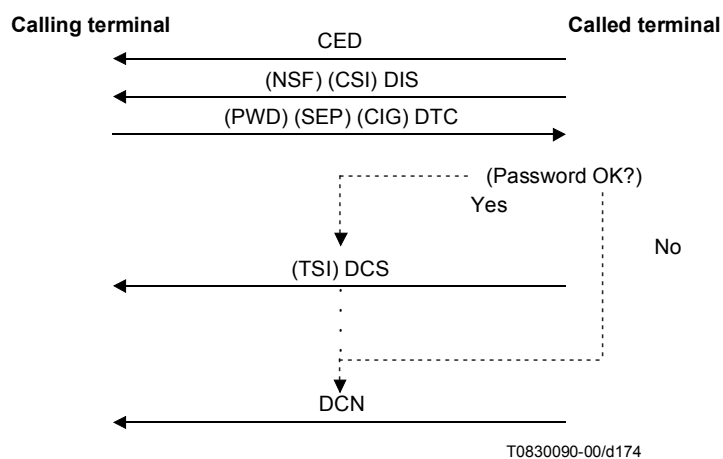 Calling terminal
Called terminal
CED
(NSF) (CSI) DIS
(PWD) (SEP) (CIG) DTC
(Password OK?)
Yes
No
(TSI) DCS
DCN
T0830090-00/d174